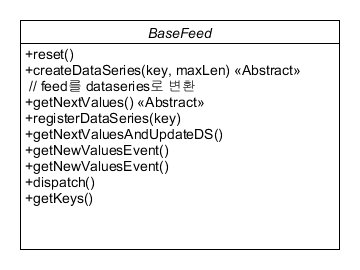 BaseFeed
+reset()
+createDataSeries(key, maxLen) «Abstract»
// feed를 dataseries로 변환
+getNextValues() «Abstract»
+registerDataSeries(key)
+getNextValuesAndUpdateDS()
+getNewValuesEvent()
+getNewValuesEvent()
+dispatch()
+getKeys()